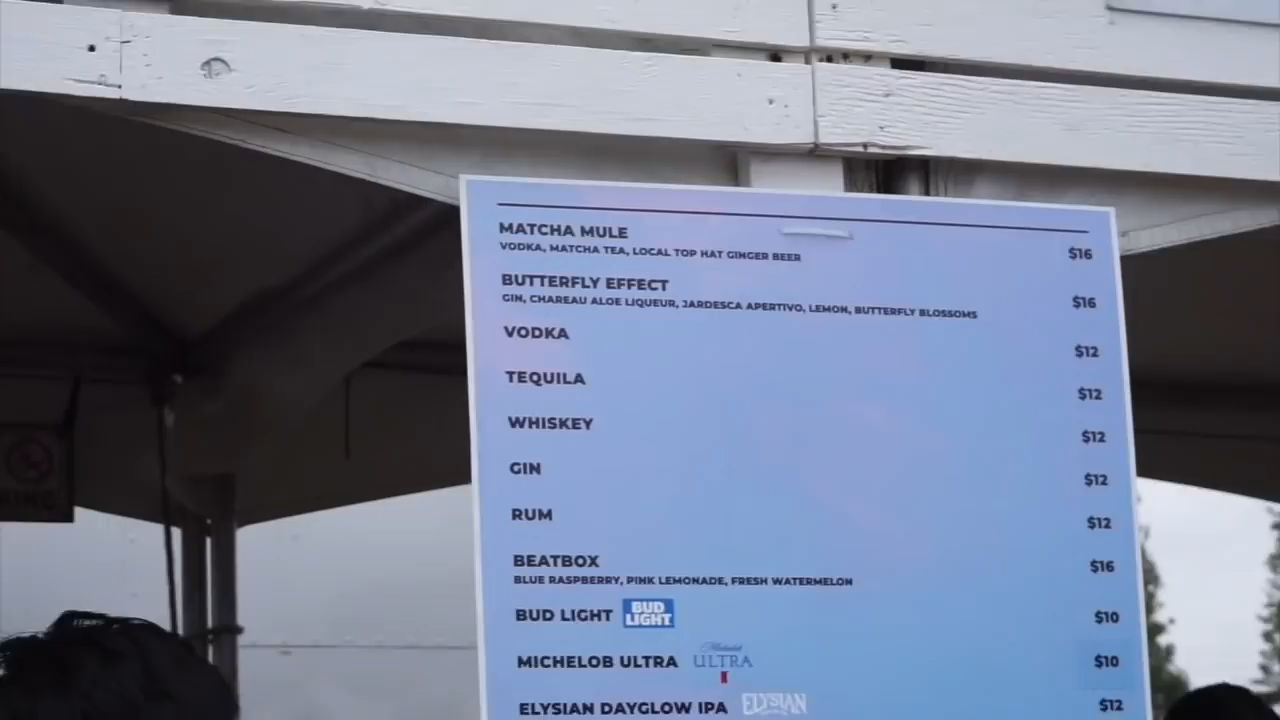 MATCHA MULE $16
VODKA, MATCHA TEA, LOCAL TOP HAT GINGER BEER
BUTTERFLY EFFECT $16
GIN, CHAREAU ALOE LIQUEUR, JARDESCA APERTIVO, LEMON, BUTTERFLY BLOSSOMS
VODKA $12
TEQUILA $12
WHISKEY $12
GIN $12
RUM $12
BEATBOX $16
BLUE RASPBERRY, PINK LEMONADE, FRESH WATERMELON
BUD LIGHT BUD LIGHT $10
MICHELOB ULTRA Michelob ULTRA $10
ELYSIAN DAYGLOW IPA ELYSIAN $12